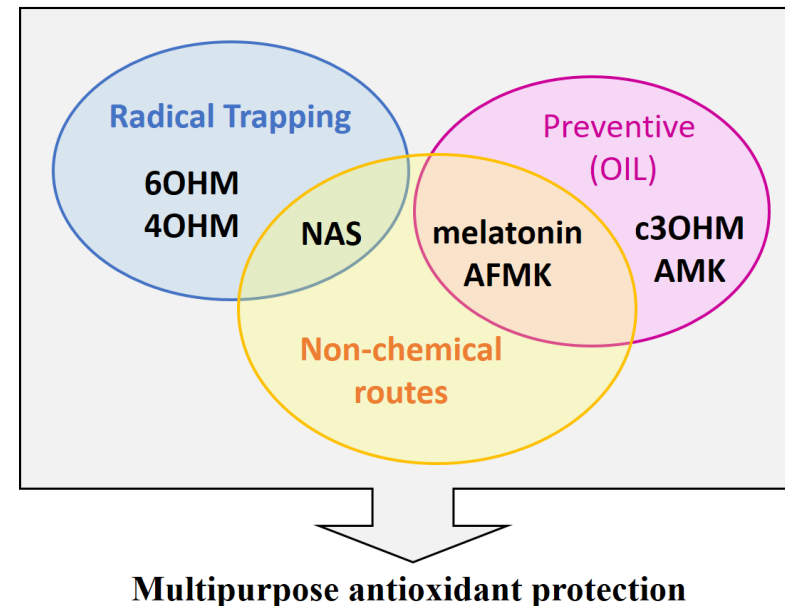 Radical Trapping
6OHM
4OHM
NAS
Preventive
(OIL)
melatonin
AFMK
c3OHM
AMK
Non-chemical
routes
Multipurpose antioxidant protection